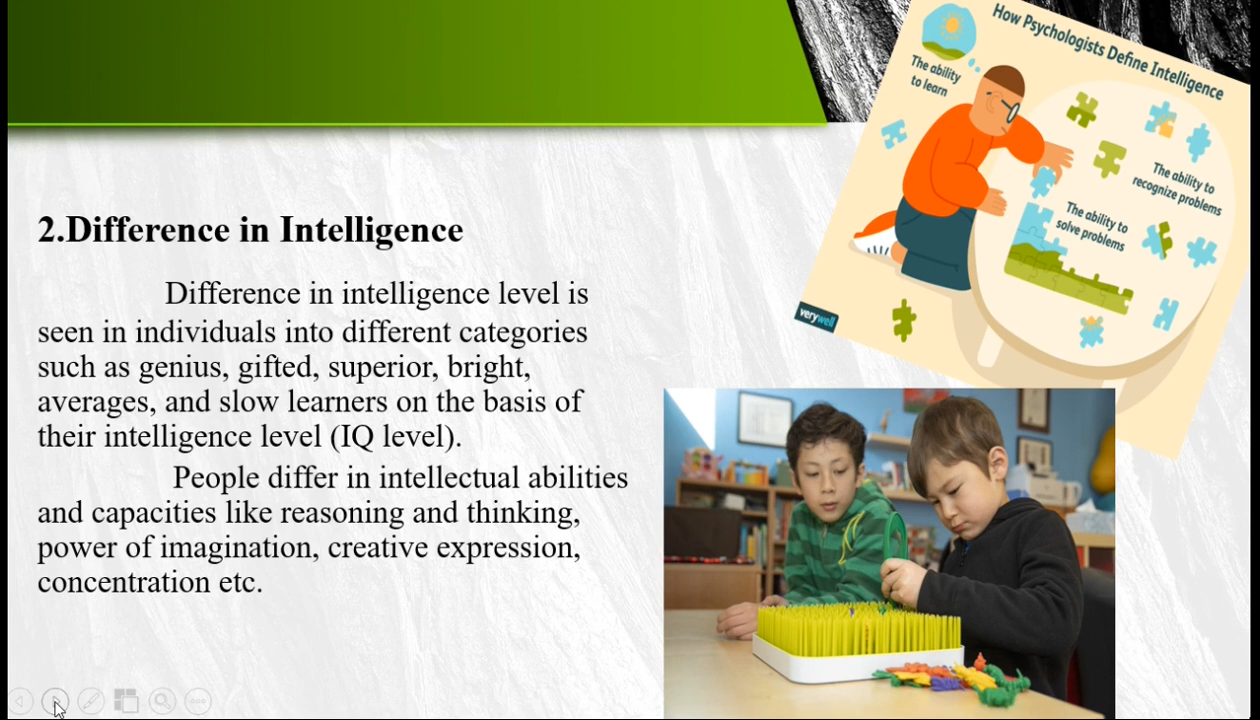 How Psychologists Define Intelligence
The ability
to learn
The ability to
recognize problems
The ability to
solve problems
verywell
2.Difference in Intelligence
Difference in intelligence level is
seen in individuals into different categories
such as genius, gifted, superior, bright,
averages, and slow learners on the basis of
their intelligence level (IQ level).
People differ in intellectual abilities
and capacities like reasoning and thinking,
power of imagination, creative expression,
concentration etc.